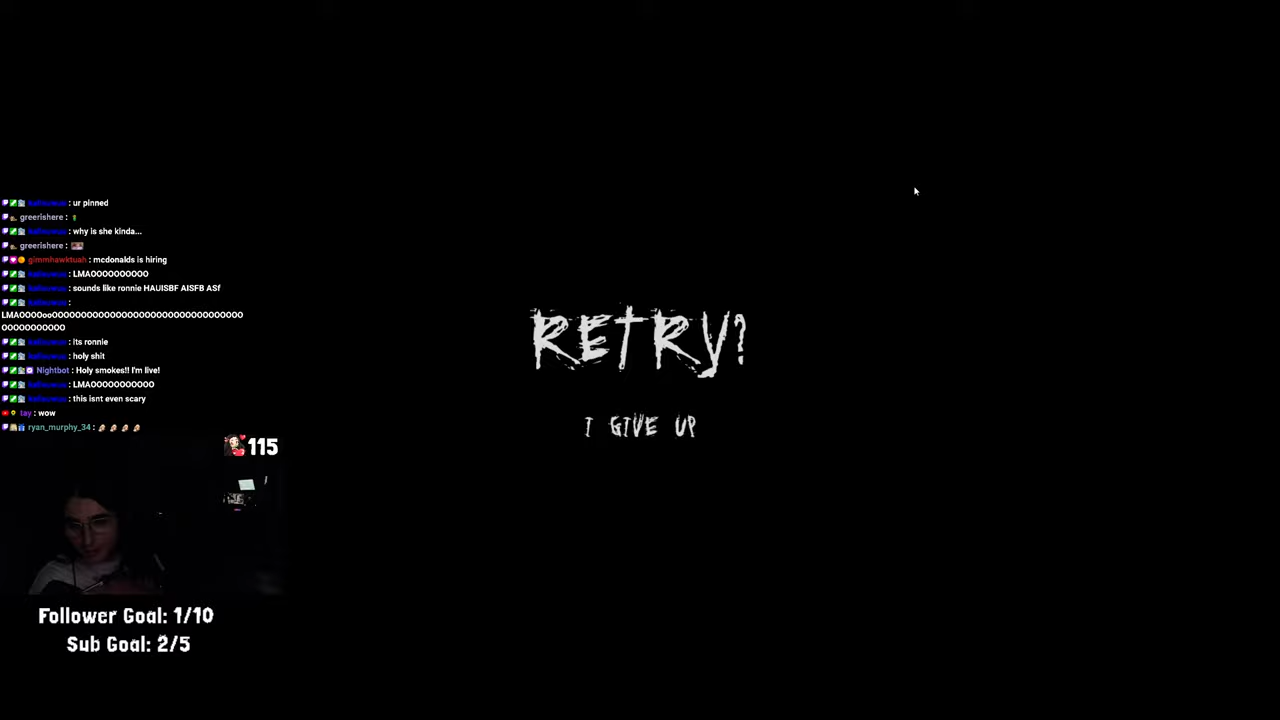 : ur pinned
greerishere :
: why is she kinda...
greerishere :
gimmhawktuah : mcdonalds is hiring
: LMAOOOOOOOOOO
: sounds like ronnie HAUISBF AISFB ASf
:
: its ronnie
: holy shit
Nightbot : Holy smokes!! I'm live!
: LMAOOOOOOOOOOO
: this isnt even scary
tay : wow
ryan_murphy_34 :
115
Follower Goal: 1/10
Sub Goal: 2/5
RETRY?
I GIVE UP